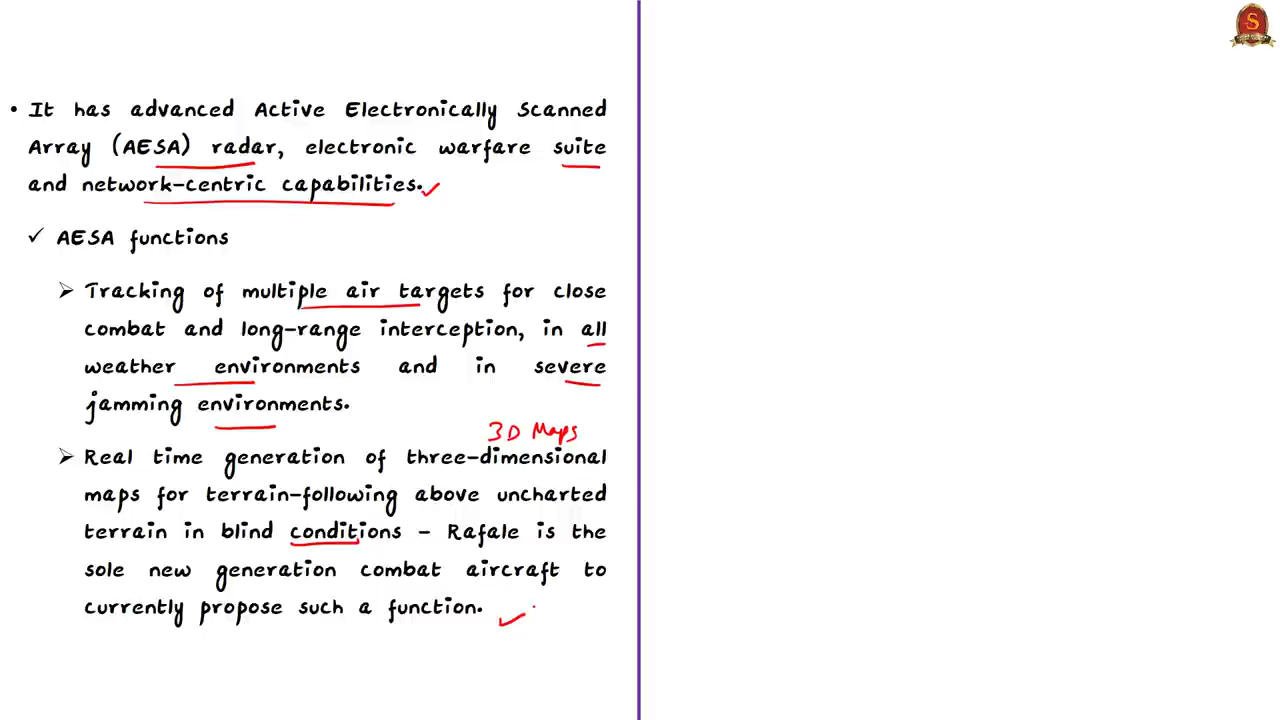 • It has advanced Active Electronically Scanned
Array (AESA) radar, electronic warfare suite
and network-centric capabilities.
✓ AESA functions
➤ Tracking of multiple air targets for close
combat and long-range interception, in all
weather environments and in severe
jamming environments.
3D Maps
➤ Real time generation of three-dimensional
maps for terrain-following above uncharted
terrain in blind conditions – Rafale is the
sole new generation combat aircraft to
currently propose such a function.
S